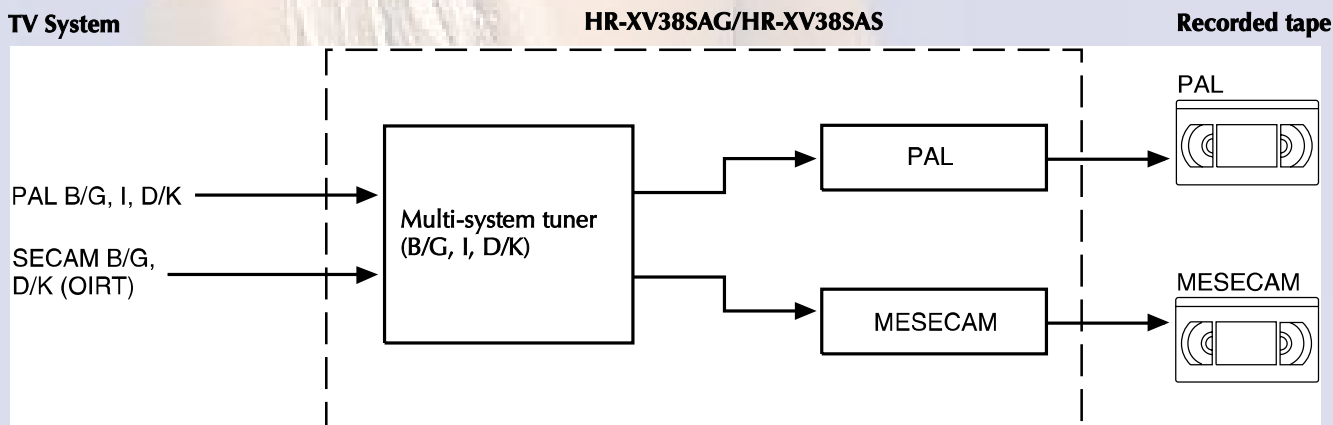 TV System
HR-XV38SAG/HR-XV38SAS
Recorded tape
PAL B/G, I, D/K
SECAM B/G,
D/K (OIRT)
Multi-system tuner
(B/G, I, D/K)
PAL
MESECAM
PAL
MESECAM